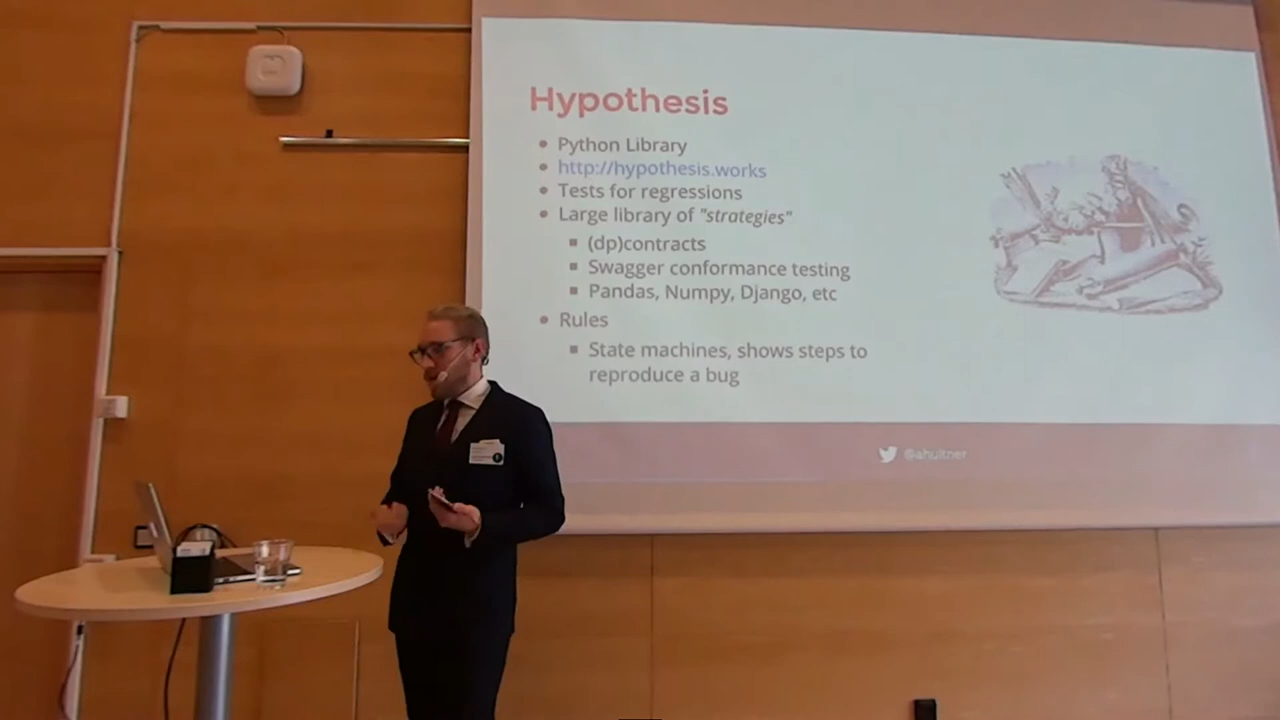 Hypothesis
Python Library
http://hypothesis.works
Tests for regressions
Large library of "strategies"
(dp)contracts
Swagger conformance testing
Pandas, Numpy, Django, etc
Rules
State machines, shows steps to
reproduce a bug
@ahultner